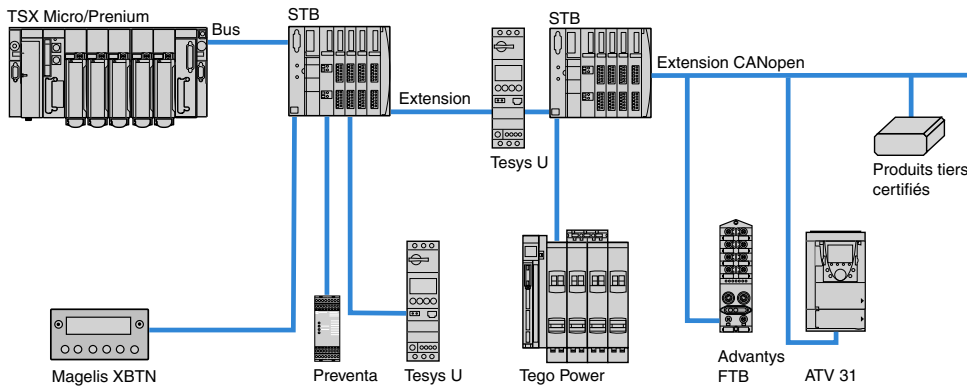 TSX Micro/Prenium
Bus
STB
STB
Extension
Extension CANopen
Tesys U
Produits tiers
certifiés
Magelis XBTN
Preventa
Tesys U
Tego Power
Advantys
FTB
ATV 31